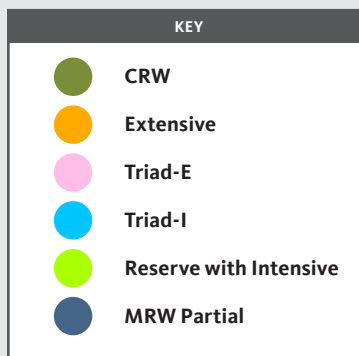 KEY
CRW
Extensive
Triad-E
Triad-I
Reserve with Intensive
MRW Partial